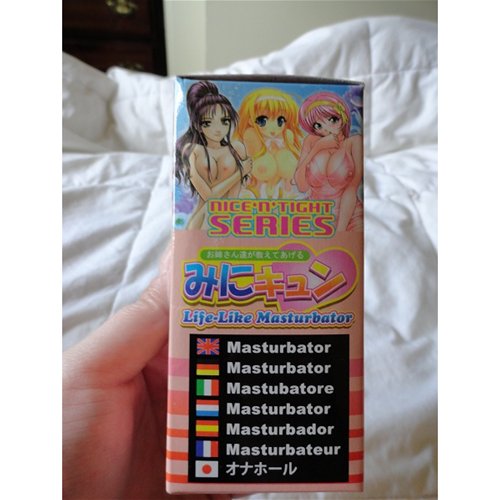 NICE'N'TIGHT
SERIES
お姉さん達が教えてあげる
みにキュン
Life-Like Masturbator
Masturbator
Masturbator
Mastubatore
Masturbator
Masturbador
Masturbateur
オナホール